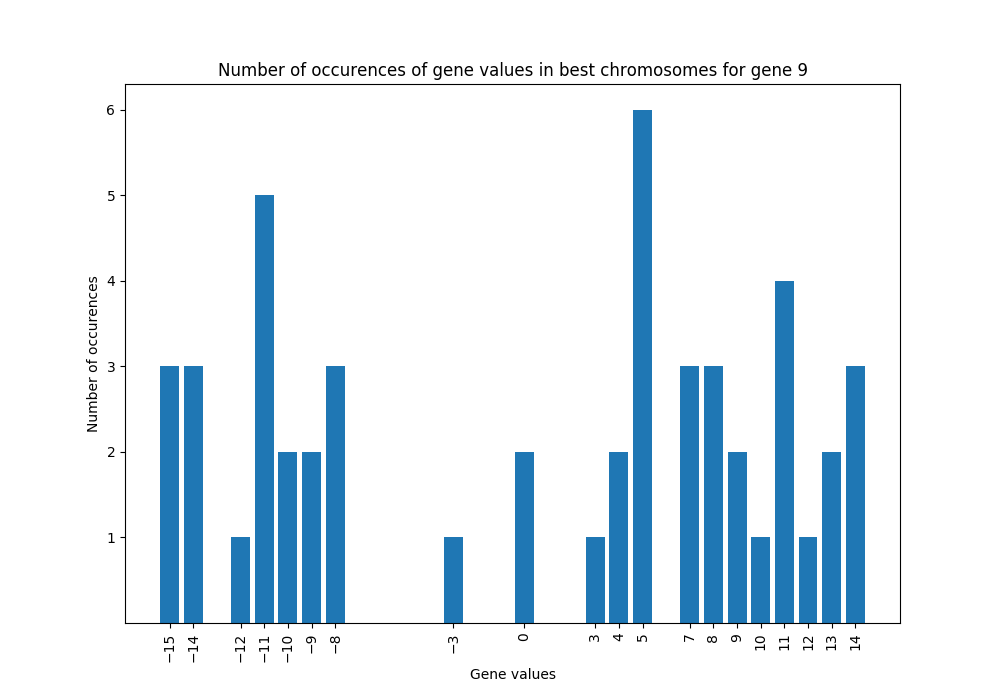 Number of occurences of gene values in best chromosomes for gene 9
6
5
4
3
2
1
Number of occurences
−15 −14 −12 −11 −10 −9 −8 −3 0 3 4 5 7 8 9 10 11 12 13 14
Gene values